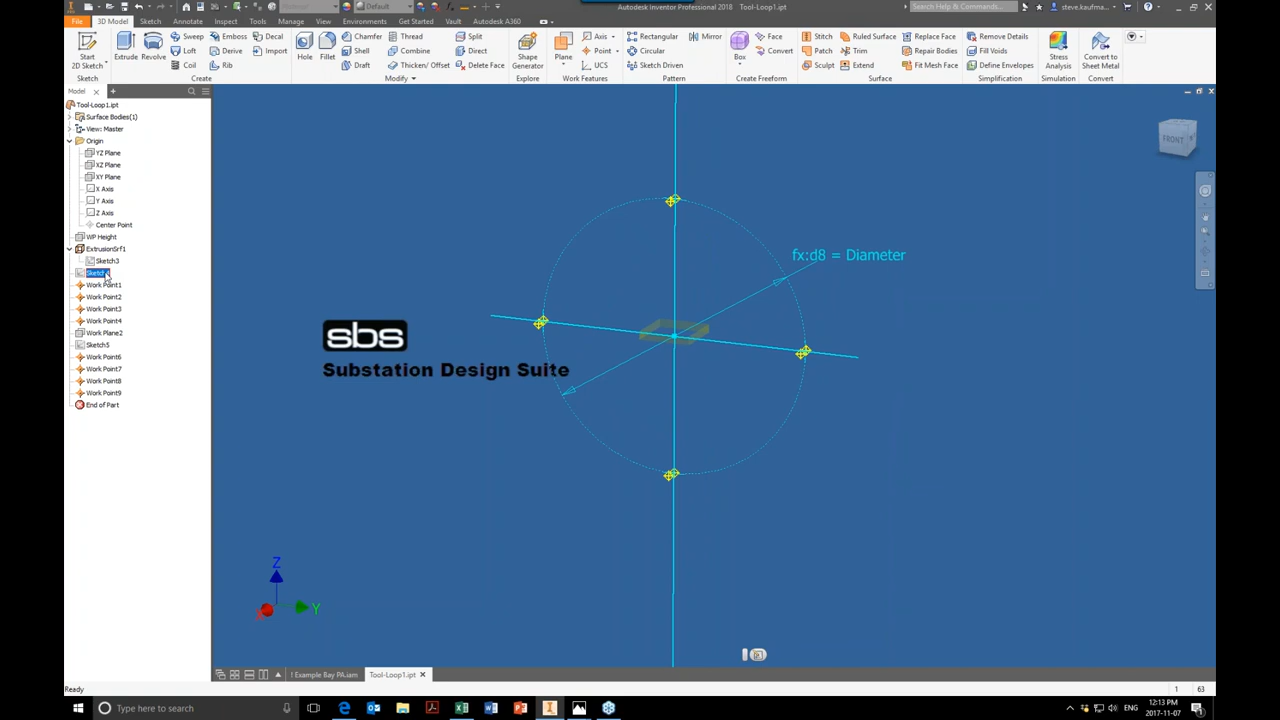 Autodesk Inventor Professional 2018 Tool-Loop1.ipt
Search Help & Commands...
steve.kaufma...
File 3D Model Sketch Annotate Inspect Tools Manage View Environments Get Started Vault Autodesk A360
Start 2D Sketch
Extrude
Revolve
Sweep Emboss Decal
Loft Derive Import
Coil Rib
Hole
Fillet
Chamfer Thread Split
Shell Combine Direct
Draft Thicken/ Offset Delete Face
Shape Generator
Plane
Axis
Point
UCS
Rectangular Mirror
Circular
Sketch Driven
Box
Face
Convert
Stitch Ruled Surface Replace Face
Patch Trim Repair Bodies
Sculpt Extend Fit Mesh Face
Remove Details
Fill Voids
Define Envelopes
Stress Analysis
Convert to Sheet Metal
Sketch Create Modify Explore Work Features Pattern Create Freeform Surface Simplification Simulation Convert
Model
Tool-Loop1.ipt
Surface Bodies(1)
View: Master
Origin
YZ Plane
XZ Plane
XY Plane
X Axis
Y Axis
Z Axis
Center Point
WP Height
ExtrusionSrf1
Sketch3
Work Point1
Work Point2
Work Point3
Work Point4
Work Plane2
Sketch5
Work Point6
Work Point7
Work Point8
Work Point9
End of Part
FRONT
fx:d8 = Diameter
sbs
Substation Design Suite
Z
X
Y
! Example Bay PA.iam Tool-Loop1.ipt
Ready
1 63
Type here to search
ENG
12:13 PM
2017-11-07